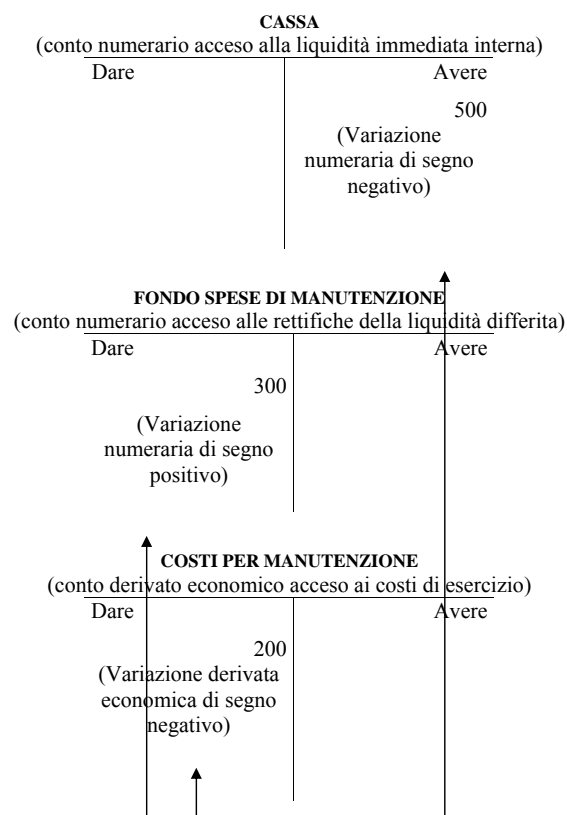 CASSA
(conto numerario acceso alla liquidità immediata interna)
Dare Avere
500
(Variazione
numeraria di segno
negativo)
FONDO SPESE DI MANUTENZIONE
(conto numerario acceso alle rettifiche della liquidità differita)
Dare Avere
300
(Variazione
numeraria di segno
positivo)
COSTI PER MANUTENZIONE
(conto derivato economico acceso ai costi di esercizio)
Dare Avere
200
(Variazione derivata
economica di segno
negativo)